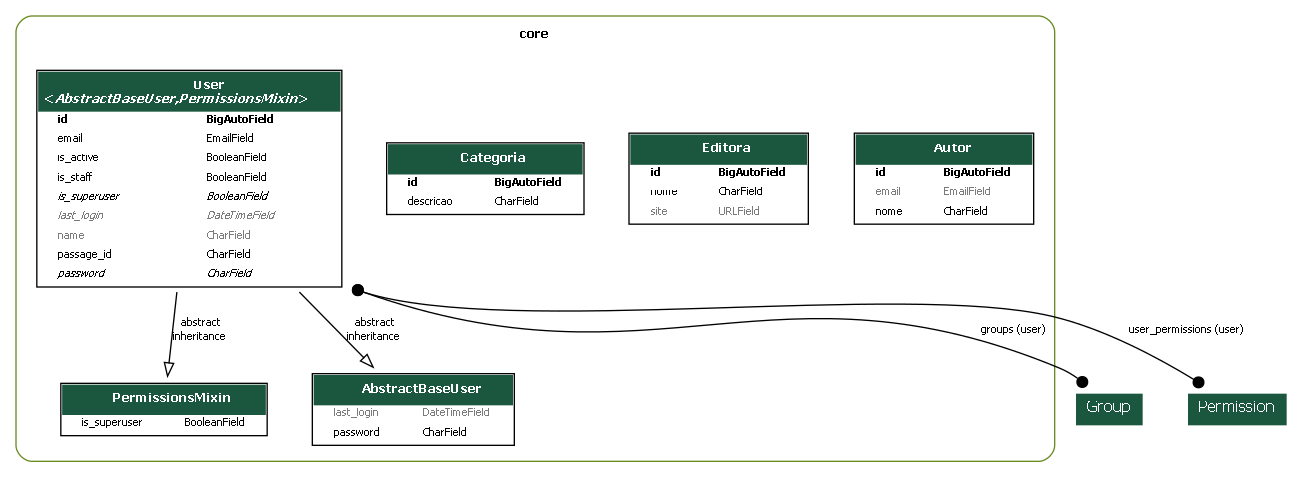 core
User
<AbstractBaseUser,PermissionsMixin>
id BigAutoField
email EmailField
is_active BooleanField
is_staff BooleanField
is_superuser BooleanField
last_login DateTimeField
name CharField
passage_id CharField
password CharField
Categoria
id BigAutoField
descricao CharField
Editora
id BigAutoField
nome CharField
site URLField
Autor
id BigAutoField
email EmailField
nome CharField
abstract
inheritance
abstract
inheritance
groups (user)
user_permissions (user)
PermissionsMixin
is_superuser BooleanField
AbstractBaseUser
last_login DateTimeField
password CharField
Group
Permission